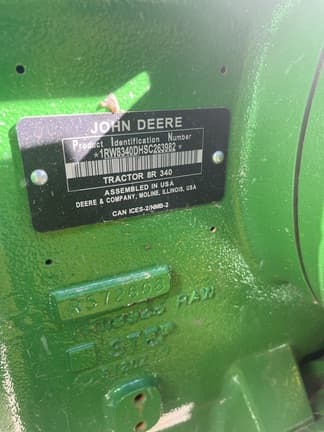 JOHN DEERE
Product Identification Number
*1RW8340DHSC263982*
TRACTOR 8R 340
ASSEMBLED IN USA
DEERE & COMPANY, MOLINE, ILLINOIS, USA
CAN ICES-2/NMB-2